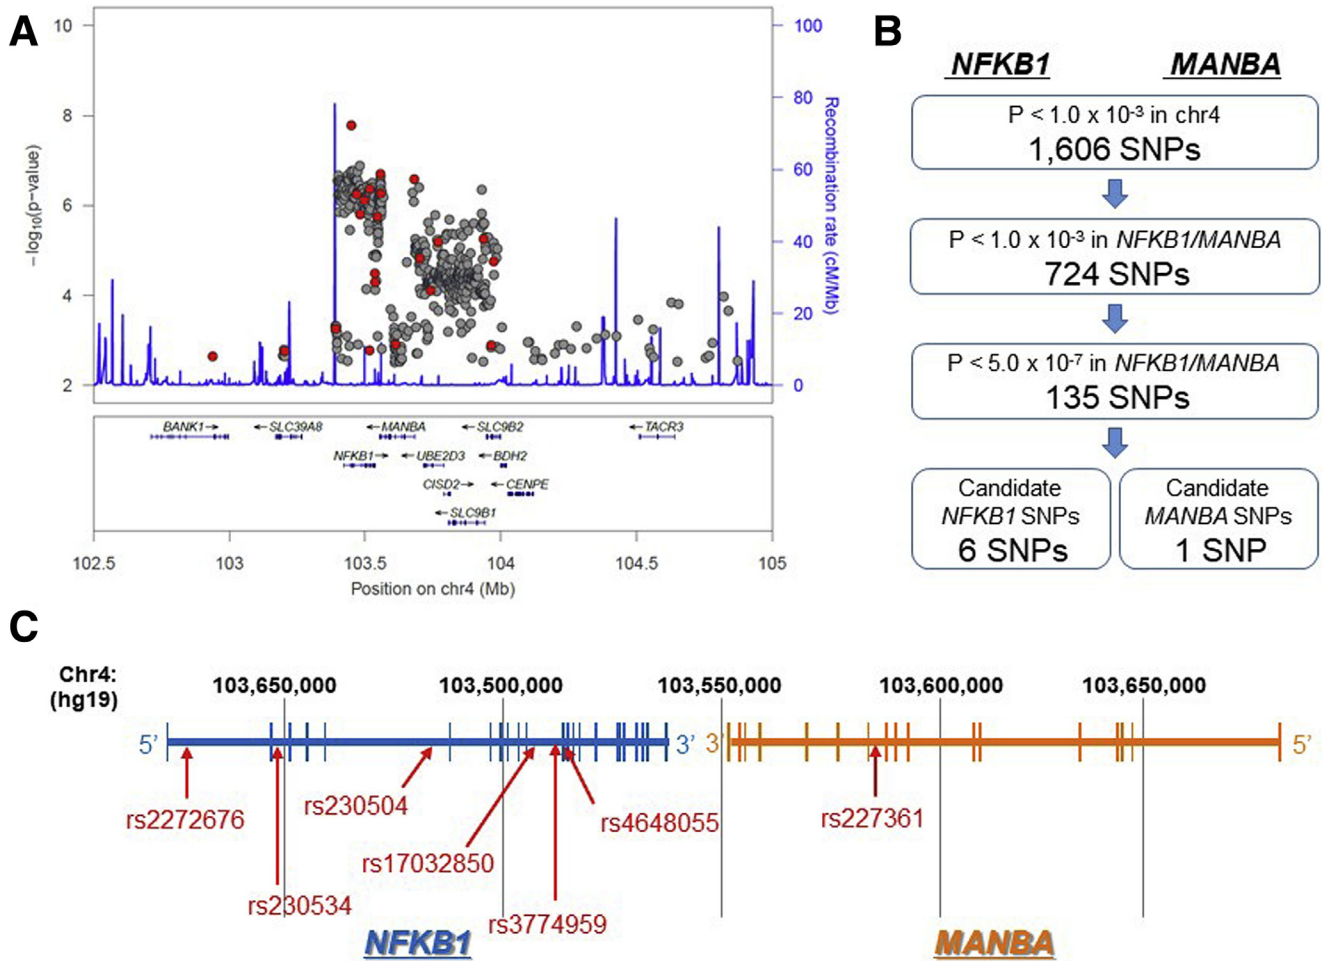 A
10
8
6
4
2
−log10(p−value)
100
80
60
40
20
0
Recombination rate (cM/Mb)
BANK1→
←SLC39A8
←MANBA
←SLC9B2
←TACR3
NFKB1→
←UBE2D3
←BDH2
CISD2→
←CENPE
←SLC9B1
102.5 103 103.5 104 104.5 105
Position on chr4 (Mb)
B
NFKB1 MANBA
P < 1.0 x 10-3 in chr4
1,606 SNPs
P < 1.0 x 10-3 in NFKB1/MANBA
724 SNPs
P < 5.0 x 10-7 in NFKB1/MANBA
135 SNPs
Candidate
NFKB1 SNPs
6 SNPs
Candidate
MANBA SNPs
1 SNP
C
Chr4:
(hg19)
103,650,000 103,500,000 103,550,000 103,600,000 103,650,000
5’ 3’ 3’ 5’
rs2272676
rs230534
rs230504
rs17032850
rs3774959
rs4648055
rs227361
NFKB1
MANBA